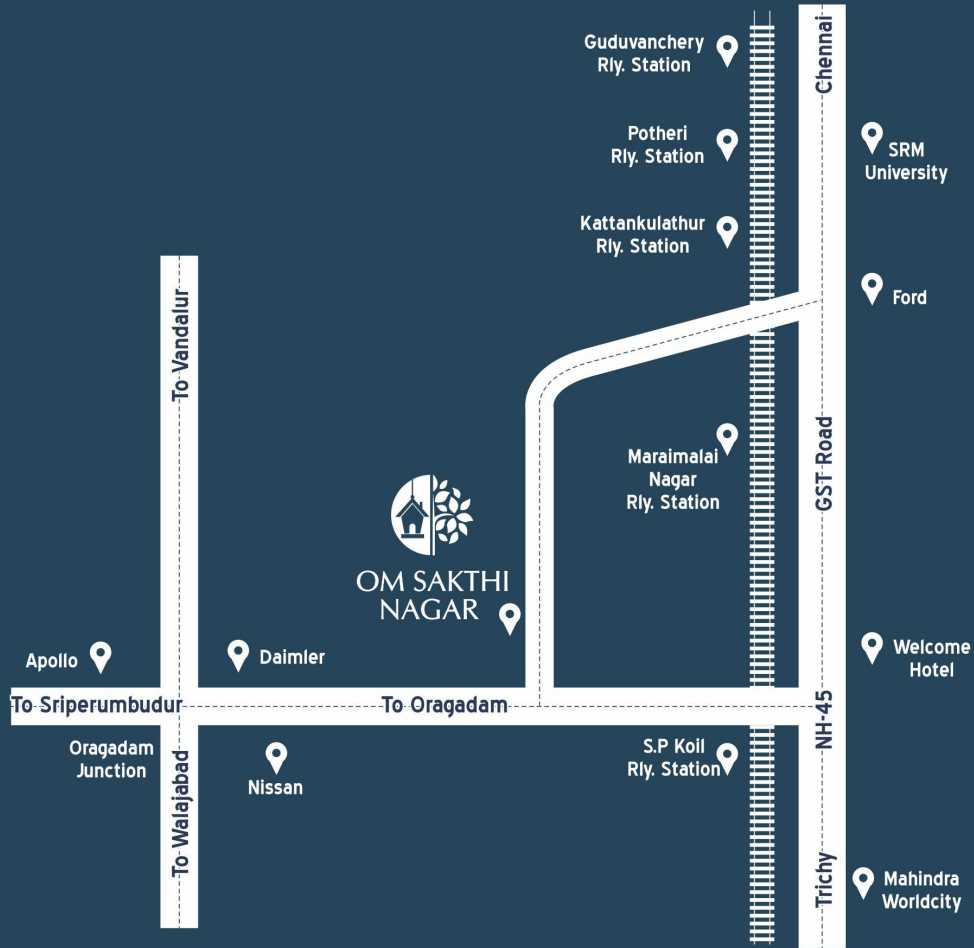 Guduvanchery
Rly. Station
Chennai
Potheri
Rly. Station
SRM
University
Kattankulathur
Rly. Station
Ford
To Vandalur
GST Road
Maraimalai
Nagar
Rly. Station
OM SAKTHI
NAGAR
Apollo
Daimler
Welcome
Hotel
To Sriperumbudur
To Oragadam
NH-45
Oragadam
Junction
To Walajabad
Nissan
S.P Koil
Rly. Station
Trichy
Mahindra
Worldcity